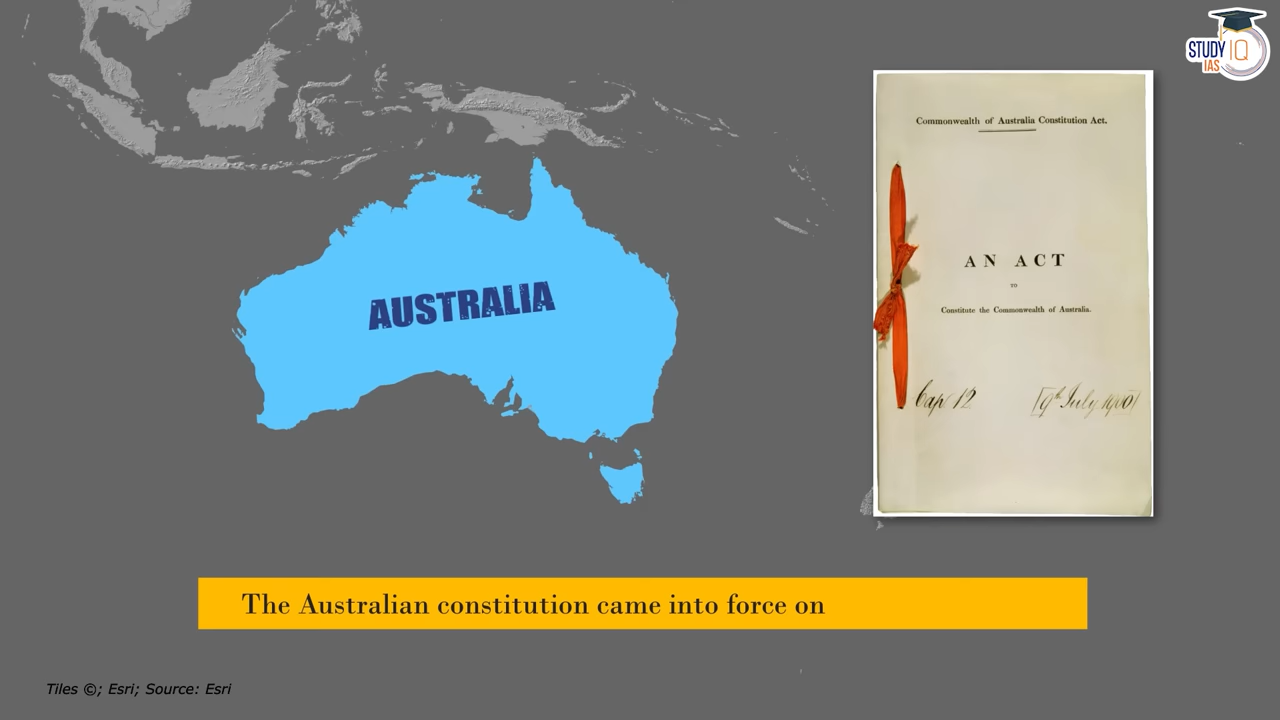 STUDY IQ
IAS
Commonwealth of Australia Constitution Act.
AN ACT
TO
Constitute the Commonwealth of Australia.
Cap 12 [9th July 1900]
AUSTRALIA
The Australian constitution came into force on
Tiles ©; Esri; Source: Esri